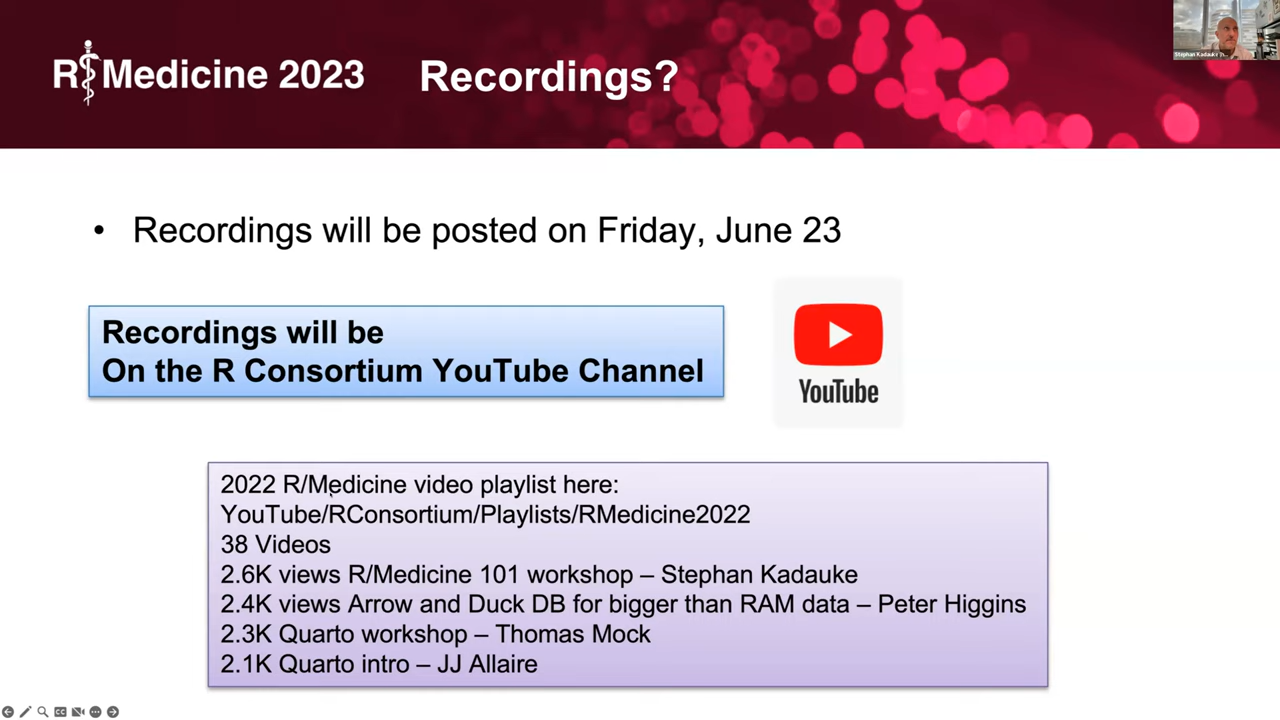 R Medicine 2023
Recordings?
Stephan Kadauke
• Recordings will be posted on Friday, June 23
Recordings will be
On the R Consortium YouTube Channel
YouTube
2022 R/Medicine video playlist here:
YouTube/RConsortium/Playlists/RMedicine2022
38 Videos
2.6K views R/Medicine 101 workshop – Stephan Kadauke
2.4K views Arrow and Duck DB for bigger than RAM data – Peter Higgins
2.3K Quarto workshop – Thomas Mock
2.1K Quarto intro – JJ Allaire